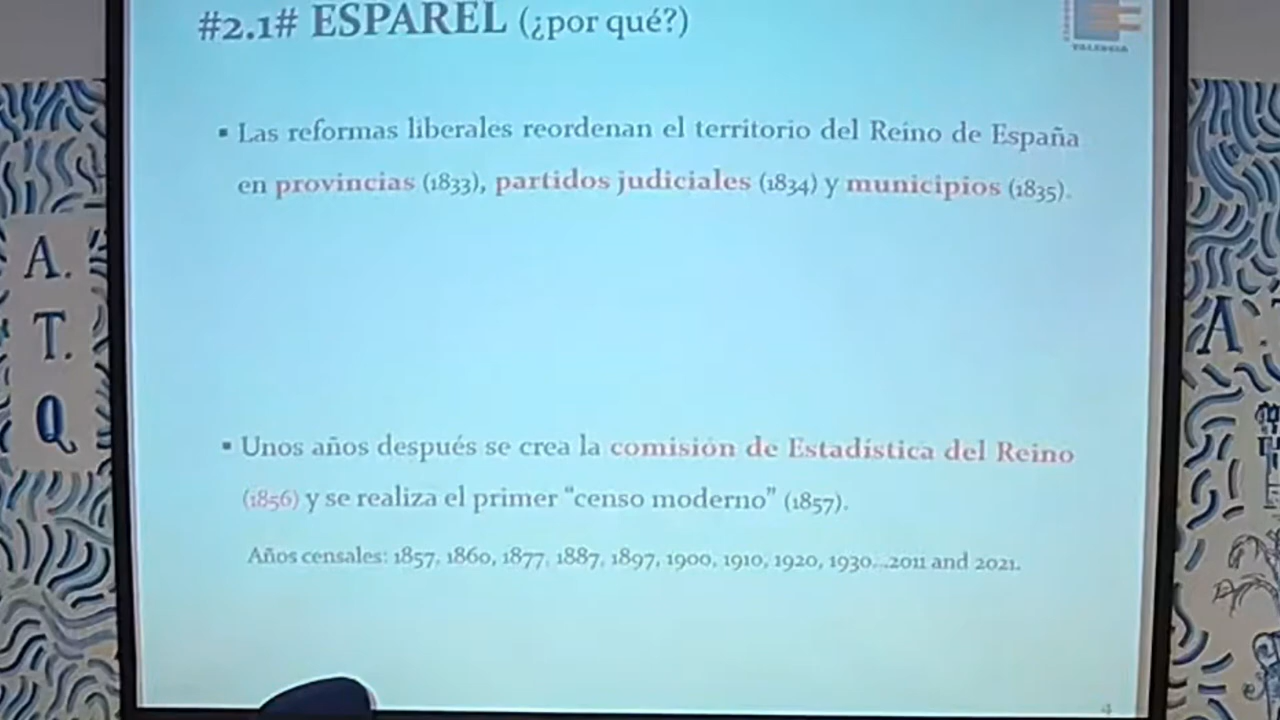 #2.1# ESPAREL (¿por qué?)
VALENCIA
▪ Las reformas liberales reordenan el territorio del Reino de España
en provincias (1833), partidos judiciales (1834) y municipios (1835).
▪ Unos años después se crea la comisión de Estadística del Reino
(1856) y se realiza el primer “censo moderno” (1857).
Años censales: 1857, 1860, 1877, 1887, 1897, 1900, 1910, 1920, 1930...2011 and 2021.
4
A.
T.
Q
A.